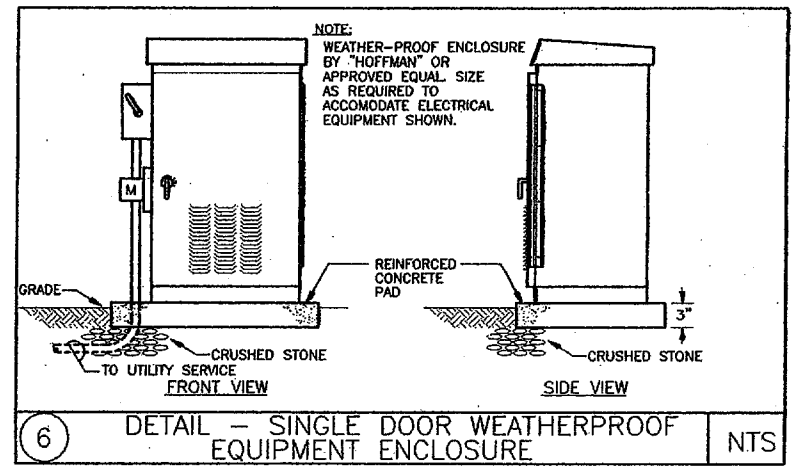 NOTE:
WEATHER-PROOF ENCLOSURE
BY "HOFFMAN" OR
APPROVED EQUAL. SIZE
AS REQUIRED TO
ACCOMODATE ELECTRICAL
EQUIPMENT SHOWN.
M
REINFORCED
CONCRETE
PAD
GRADE
3"
CRUSHED STONE
TO UTILITY SERVICE
FRONT VIEW
CRUSHED STONE
SIDE VIEW
6
DETAIL - SINGLE DOOR WEATHERPROOF
EQUIPMENT ENCLOSURE
NTS